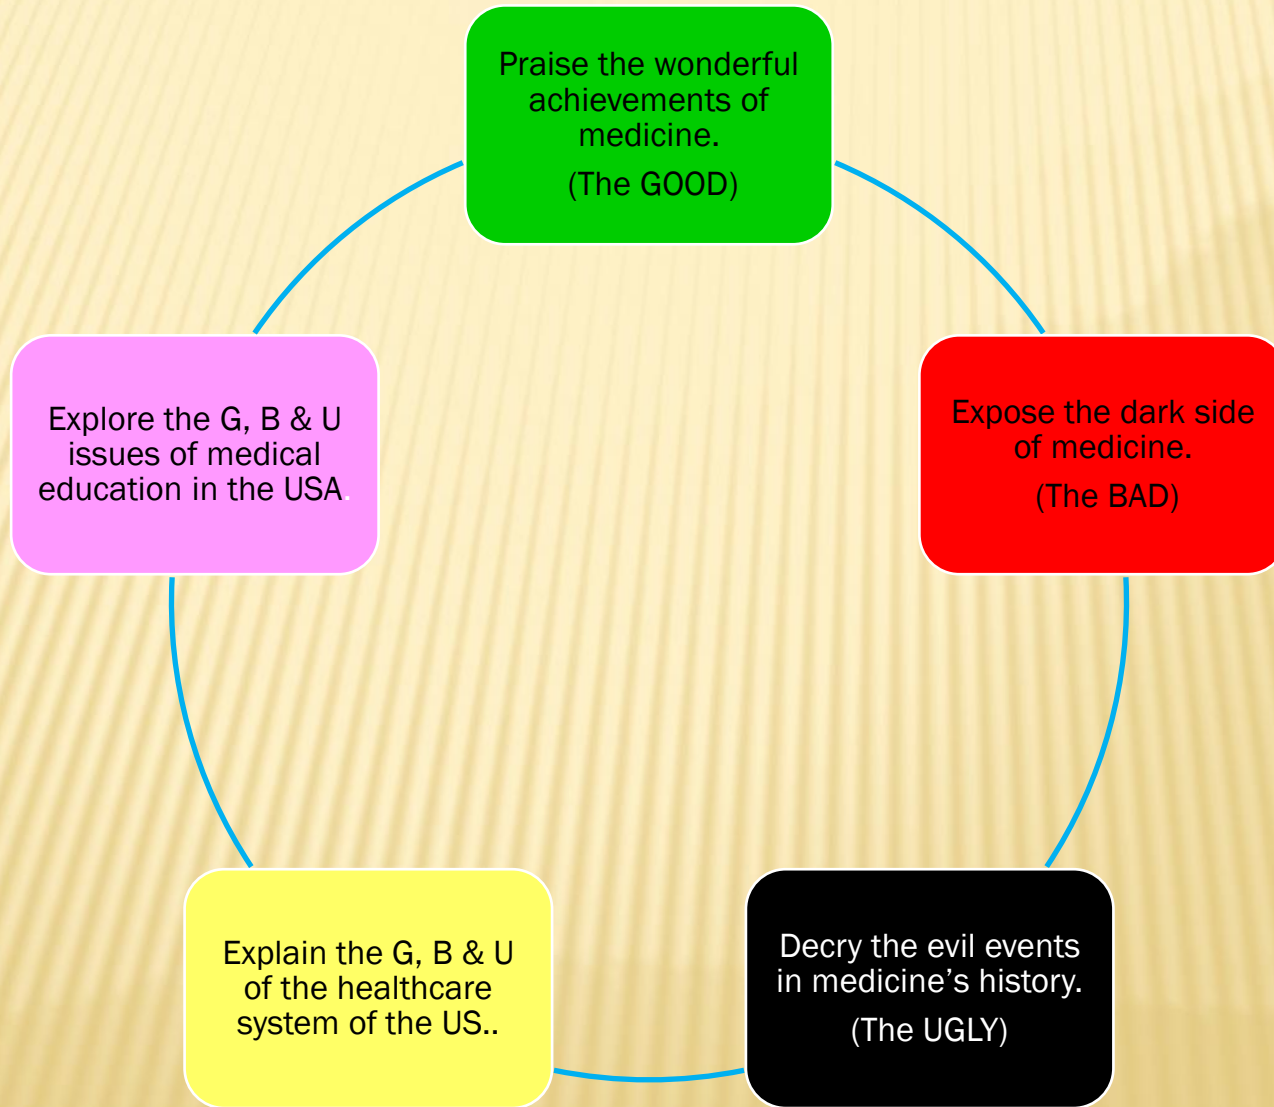 Praise the wonderful
achievements of
medicine.
(The GOOD)
Expose the dark side
of medicine.
(The BAD)
Decry the evil events
in medicine’s history.
(The UGLY)
Explain the G, B & U
of the healthcare
system of the US..
Explore the G, B & U
issues of medical
education in the USA.